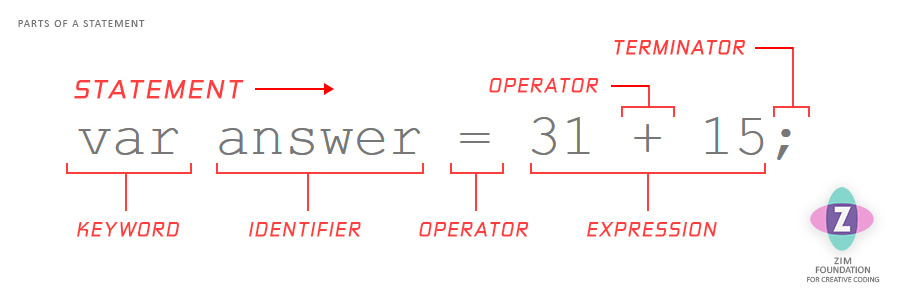 PARTS OF A STATEMENT
TERMINATOR
STATEMENT
OPERATOR
var answer = 31 + 15;
KEYWORD IDENTIFIER OPERATOR EXPRESSION
Z
ZIM
FOUNDATION
FOR CREATIVE CODING